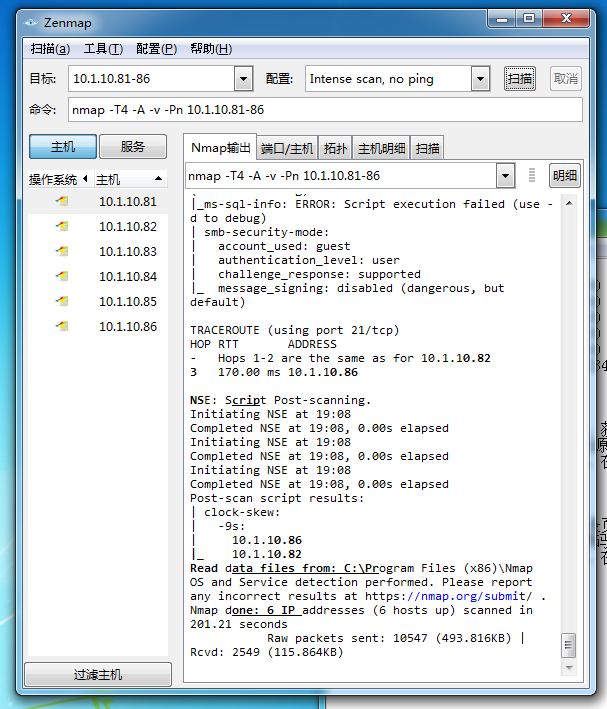 Zenmap
扫描(a) 工具(T) 配置(P) 帮助(H)
目标: 10.1.10.81-86 配置: Intense scan, no ping 扫描 取消
命令: nmap -T4 -A -v -Pn 10.1.10.81-86
主机 服务
Nmap输出 端口/主机 拓扑 主机明细 扫描
操作系统 主机
nmap -T4 -A -v -Pn 10.1.10.81-86 明细
10.1.10.81
10.1.10.82
10.1.10.83
10.1.10.84
10.1.10.85
10.1.10.86
|_ms-sql-info: ERROR: Script execution failed (use -
d to debug)
| smb-security-mode:
|   account_used: guest
|   authentication_level: user
|   challenge_response: supported
|_  message_signing: disabled (dangerous, but
default)
TRACEROUTE (using port 21/tcp)
HOP RTT       ADDRESS
-   Hops 1-2 are the same as for 10.1.10.82
3   170.00 ms 10.1.10.86
NSE: Script Post-scanning.
Initiating NSE at 19:08
Completed NSE at 19:08, 0.00s elapsed
Initiating NSE at 19:08
Completed NSE at 19:08, 0.00s elapsed
Initiating NSE at 19:08
Completed NSE at 19:08, 0.00s elapsed
Post-scan script results:
| clock-skew:
|   -9s:
|     10.1.10.86
|_    10.1.10.82
Read data files from: C:\Program Files (x86)\Nmap
OS and Service detection performed. Please report
any incorrect results at https://nmap.org/submit/ .
Nmap done: 6 IP addresses (6 hosts up) scanned in
201.21 seconds
Raw packets sent: 10547 (493.816KB) |
Rcvd: 2549 (115.864KB)
过滤主机